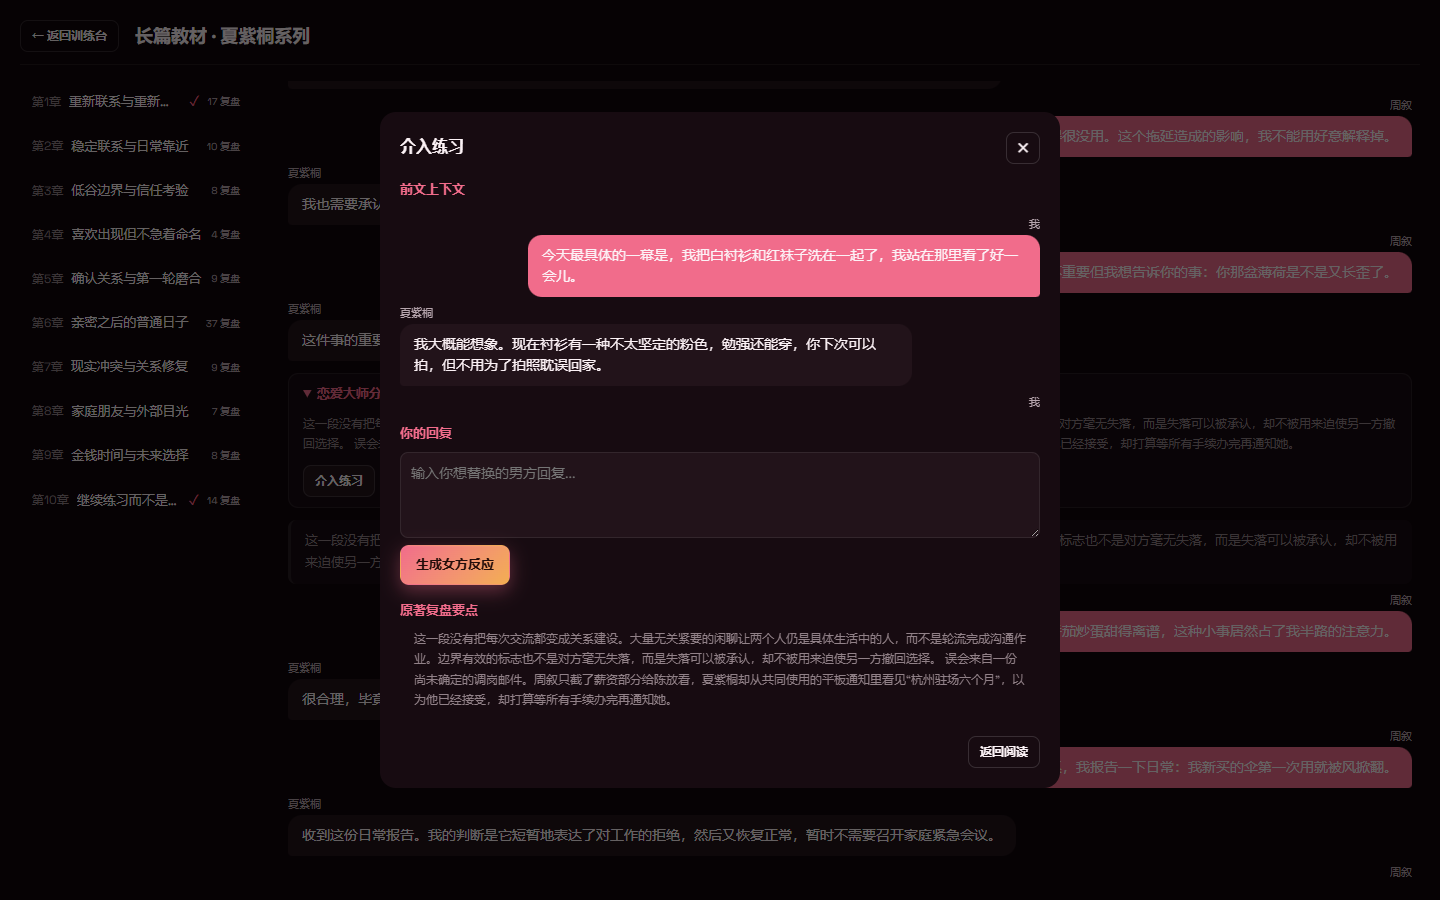 ← 返回训练台
长篇教材 · 夏紫桐系列
第1章 重新联系与重新... ✓ 17 复盘
第2章 稳定联系与日常靠近 10 复盘
第3章 低谷边界与信任考验 8 复盘
第4章 喜欢出现但不急着命名 4 复盘
第5章 确认关系与第一轮磨合 9 复盘
第6章 亲密之后的普通日子 37 复盘
第7章 现实冲突与关系修复 9 复盘
第8章 家庭朋友与外部目光 7 复盘
第9章 金钱时间与未来选择 8 复盘
第10章 继续练习而不是... ✓ 14 复盘
周叙
很没用。这个拖延造成的影响，我不能用好意解释掉。
夏紫桐
我也需要承认
周叙
重要但我想告诉你的事：你那盆薄荷是不是又长歪了。
夏紫桐
这件事的重要
▼ 恋爱大师分
这一段没有把每
对方毫无失落，而是失落可以被承认，却不被用来迫使另一方撤
回选择。 误会来
已经接受，却打算等所有手续办完再通知她。
介入练习
这一段没有把
标志也不是对方毫无失落，而是失落可以被承认，却不被用
来迫使另一方
周叙
茄炒蛋甜得离谱，这种小事居然占了我半路的注意力。
夏紫桐
很合理，毕竟
周叙
，我报告一下日常：我新买的伞第一次用就被风掀翻。
夏紫桐
收到这份日常报告。我的判断是它短暂地表达了对工作的拒绝，然后又恢复正常，暂时不需要召开家庭紧急会议。
周叙
介入练习
✕
前文上下文
我
今天最具体的一幕是，我把白衬衫和红袜子洗在一起了，我站在那里看了好一
会儿。
夏紫桐
我大概能想象。现在衬衫有一种不太坚定的粉色，勉强还能穿，你下次可以
拍，但不用为了拍照耽误回家。
我
你的回复
输入你想替换的男方回复...
生成女方反应
原著复盘要点
这一段没有把每次交流都变成关系建设。大量无关紧要的闲聊让两个人仍是具体生活中的人，而不是轮流完成沟通作
业。边界有效的标志也不是对方毫无失落，而是失落可以被承认，却不被用来迫使另一方撤回选择。 误会来自一份
尚未确定的调岗邮件。周叙只截了薪资部分给陈放看，夏紫桐却从共同使用的平板通知里看见“杭州驻场六个月”，以
为他已经接受，却打算等所有手续办完再通知她。
返回阅读